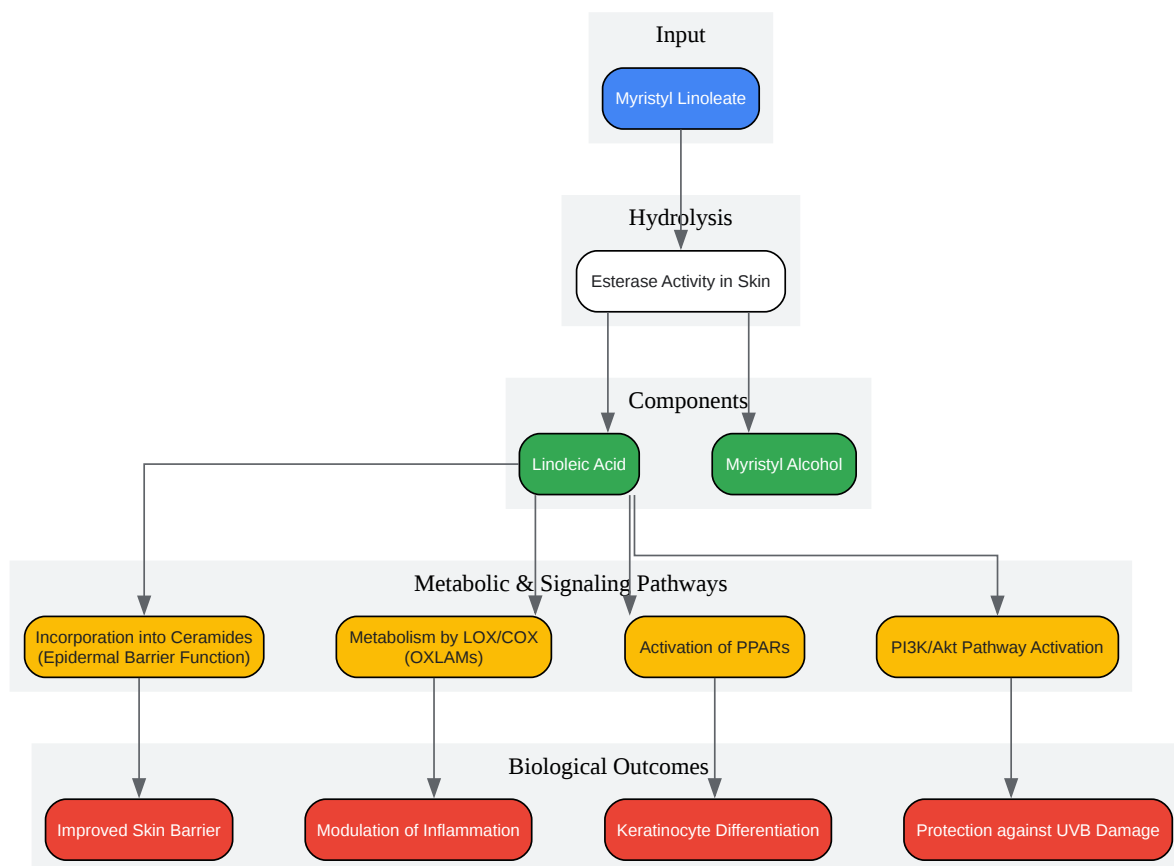 Input
Myristyl Linoleate
Hydrolysis
Esterase Activity in Skin
Components
Linoleic Acid
Myristyl Alcohol
Metabolic & Signaling Pathways
Incorporation into Ceramides
(Epidermal Barrier Function)
Metabolism by LOX/COX
(OXLAMs)
Activation of PPARs
PI3K/Akt Pathway Activation
Biological Outcomes
Improved Skin Barrier
Modulation of Inflammation
Keratinocyte Differentiation
Protection against UVB Damage